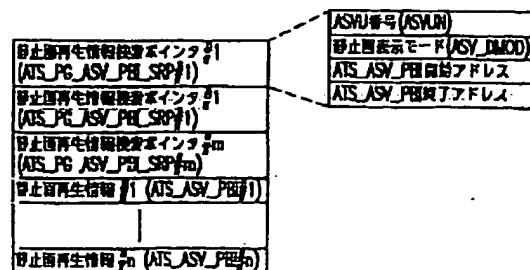 静止画再生情報検索ポインタ#1
(ATS_PG_ASV_PBI_SRP#1)
静止画再生情報検索ポインタ#1
(ATS_PG_ASV_PBI_SRP#1)
静止画再生情報検索ポインタ#m
(ATS_PG_ASV_PBI_SRP#m)
静止画再生情報#1 (ATS_ASV_PBI#1)
静止画再生情報#n (ATS_ASV_PBI#n)
ASVU番号(ASVUN)
静止画表示モード(ASV_DMOD)
ATS_ASV_PBI開始アドレス
ATS_ASV_PBI終了アドレス